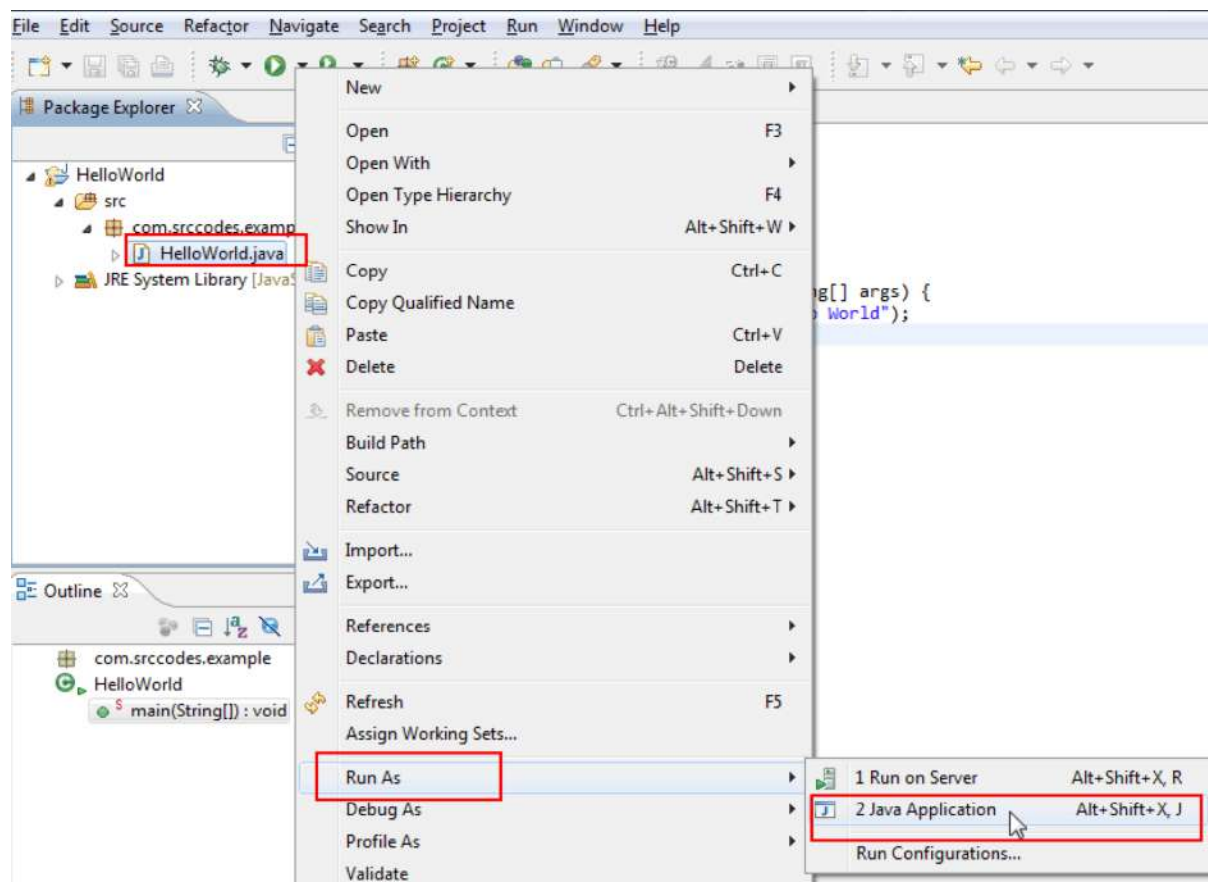 File Edit Source Refactor Navigate Search Project Run Window Help
Package Explorer
HelloWorld
src
com.srccodes.examp
HelloWorld.java
JRE System Library [JavaS
Outline
com.srccodes.example
HelloWorld
S main(String[]) : void
New
Open F3
Open With
Open Type Hierarchy F4
Show In Alt+Shift+W
Copy Ctrl+C
Copy Qualified Name
Paste Ctrl+V
Delete Delete
Remove from Context Ctrl+Alt+Shift+Down
Build Path
Source Alt+Shift+S
Refactor Alt+Shift+T
Import...
Export...
References
Declarations
Refresh F5
Assign Working Sets...
Run As
Debug As
Profile As
Validate
1 Run on Server Alt+Shift+X, R
2 Java Application Alt+Shift+X, J
Run Configurations...
g[] args) {
World");